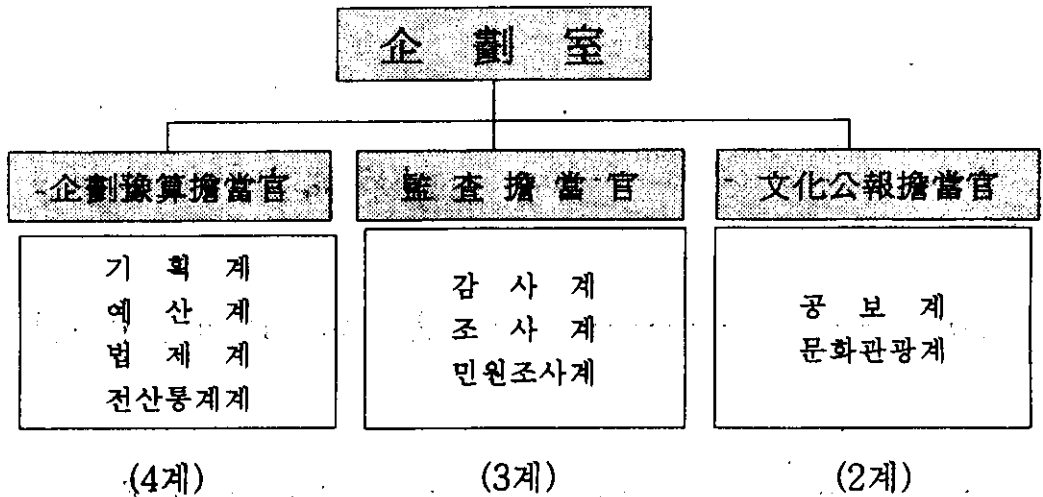 企劃室
企劃豫算擔當官
監査擔當官
文化公報擔當官
기획계
예산계
법제계
전산통계계
감사계
조사계
민원조사계
공보계
문화관광계
(4계)
(3계)
(2계)